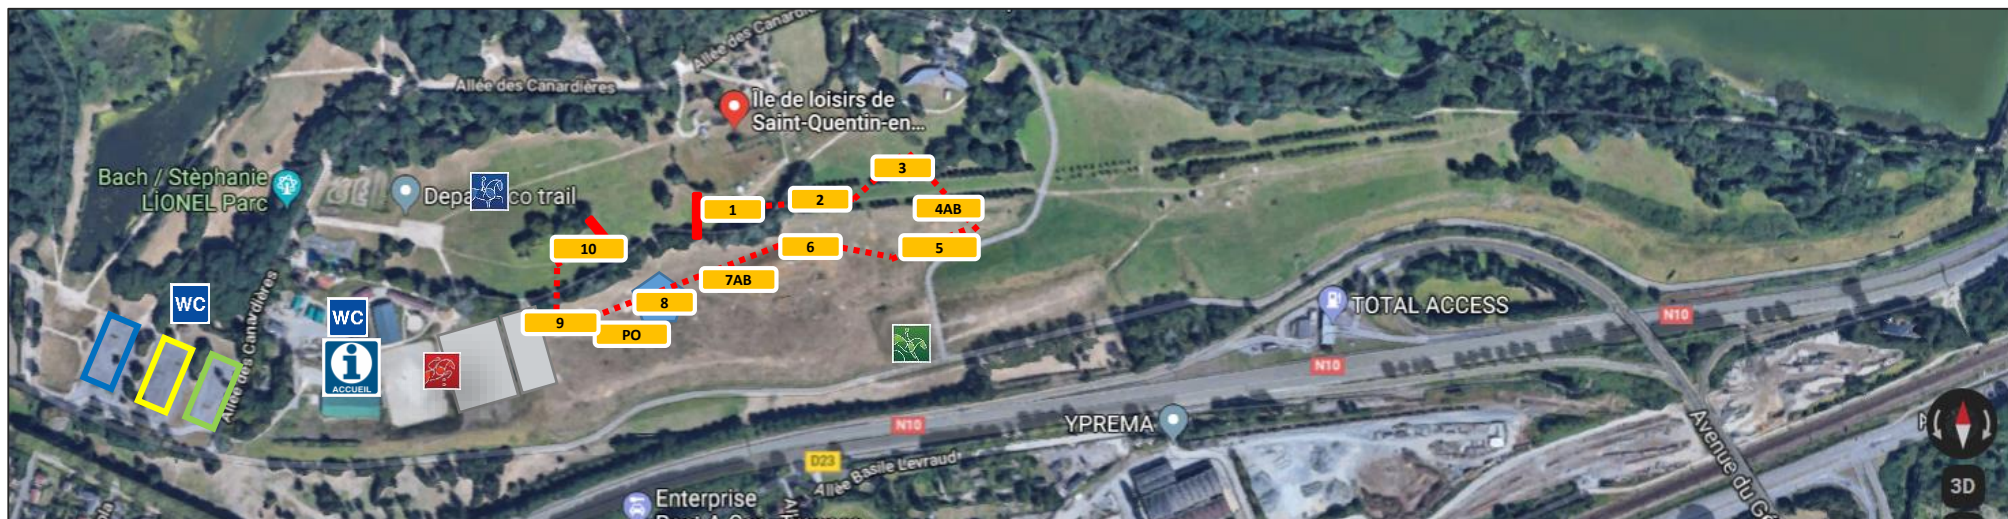 Allée des Canardières
Allée des Canardières
Île de loisirs de
Saint-Quentin-en...
Bach / Stèphanie
LIONEL Parc
Depa
co trail
3
2
1
4AB
10
6
5
7AB
8
9
PO
WC
WC
i
ACCUEIL
Allée des Canardières
TOTAL ACCESS
N10
N10
N10
YPREMA
D23
Allée Basile Levraud
Enterprise
Avenue du Gé
3D